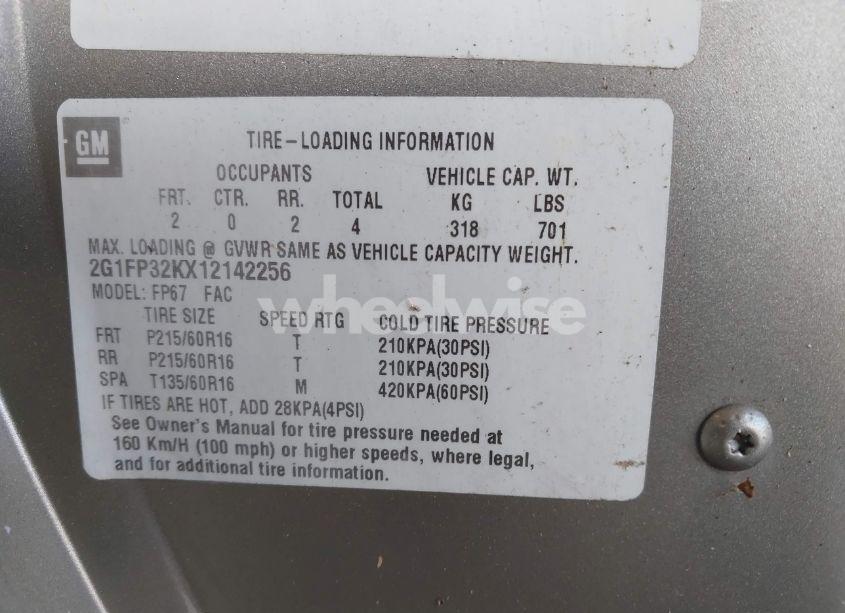 GM
TIRE-LOADING INFORMATION
OCCUPANTS VEHICLE CAP. WT.
FRT. CTR. RR. TOTAL KG LBS
2 0 2 4 318 701
MAX. LOADING @ GVWR SAME AS VEHICLE CAPACITY WEIGHT.
2G1FP32KX12142256
MODEL: FP67 FAC
wheelwise
TIRE SIZE SPEED RTG COLD TIRE PRESSURE
FRT P215/60R16 T 210KPA(30PSI)
RR P215/60R16 T 210KPA(30PSI)
SPA T135/60R16 M 420KPA(60PSI)
IF TIRES ARE HOT, ADD 28KPA(4PSI)
See Owner's Manual for tire pressure needed at
160 Km/H (100 mph) or higher speeds, where legal,
and for additional tire information.